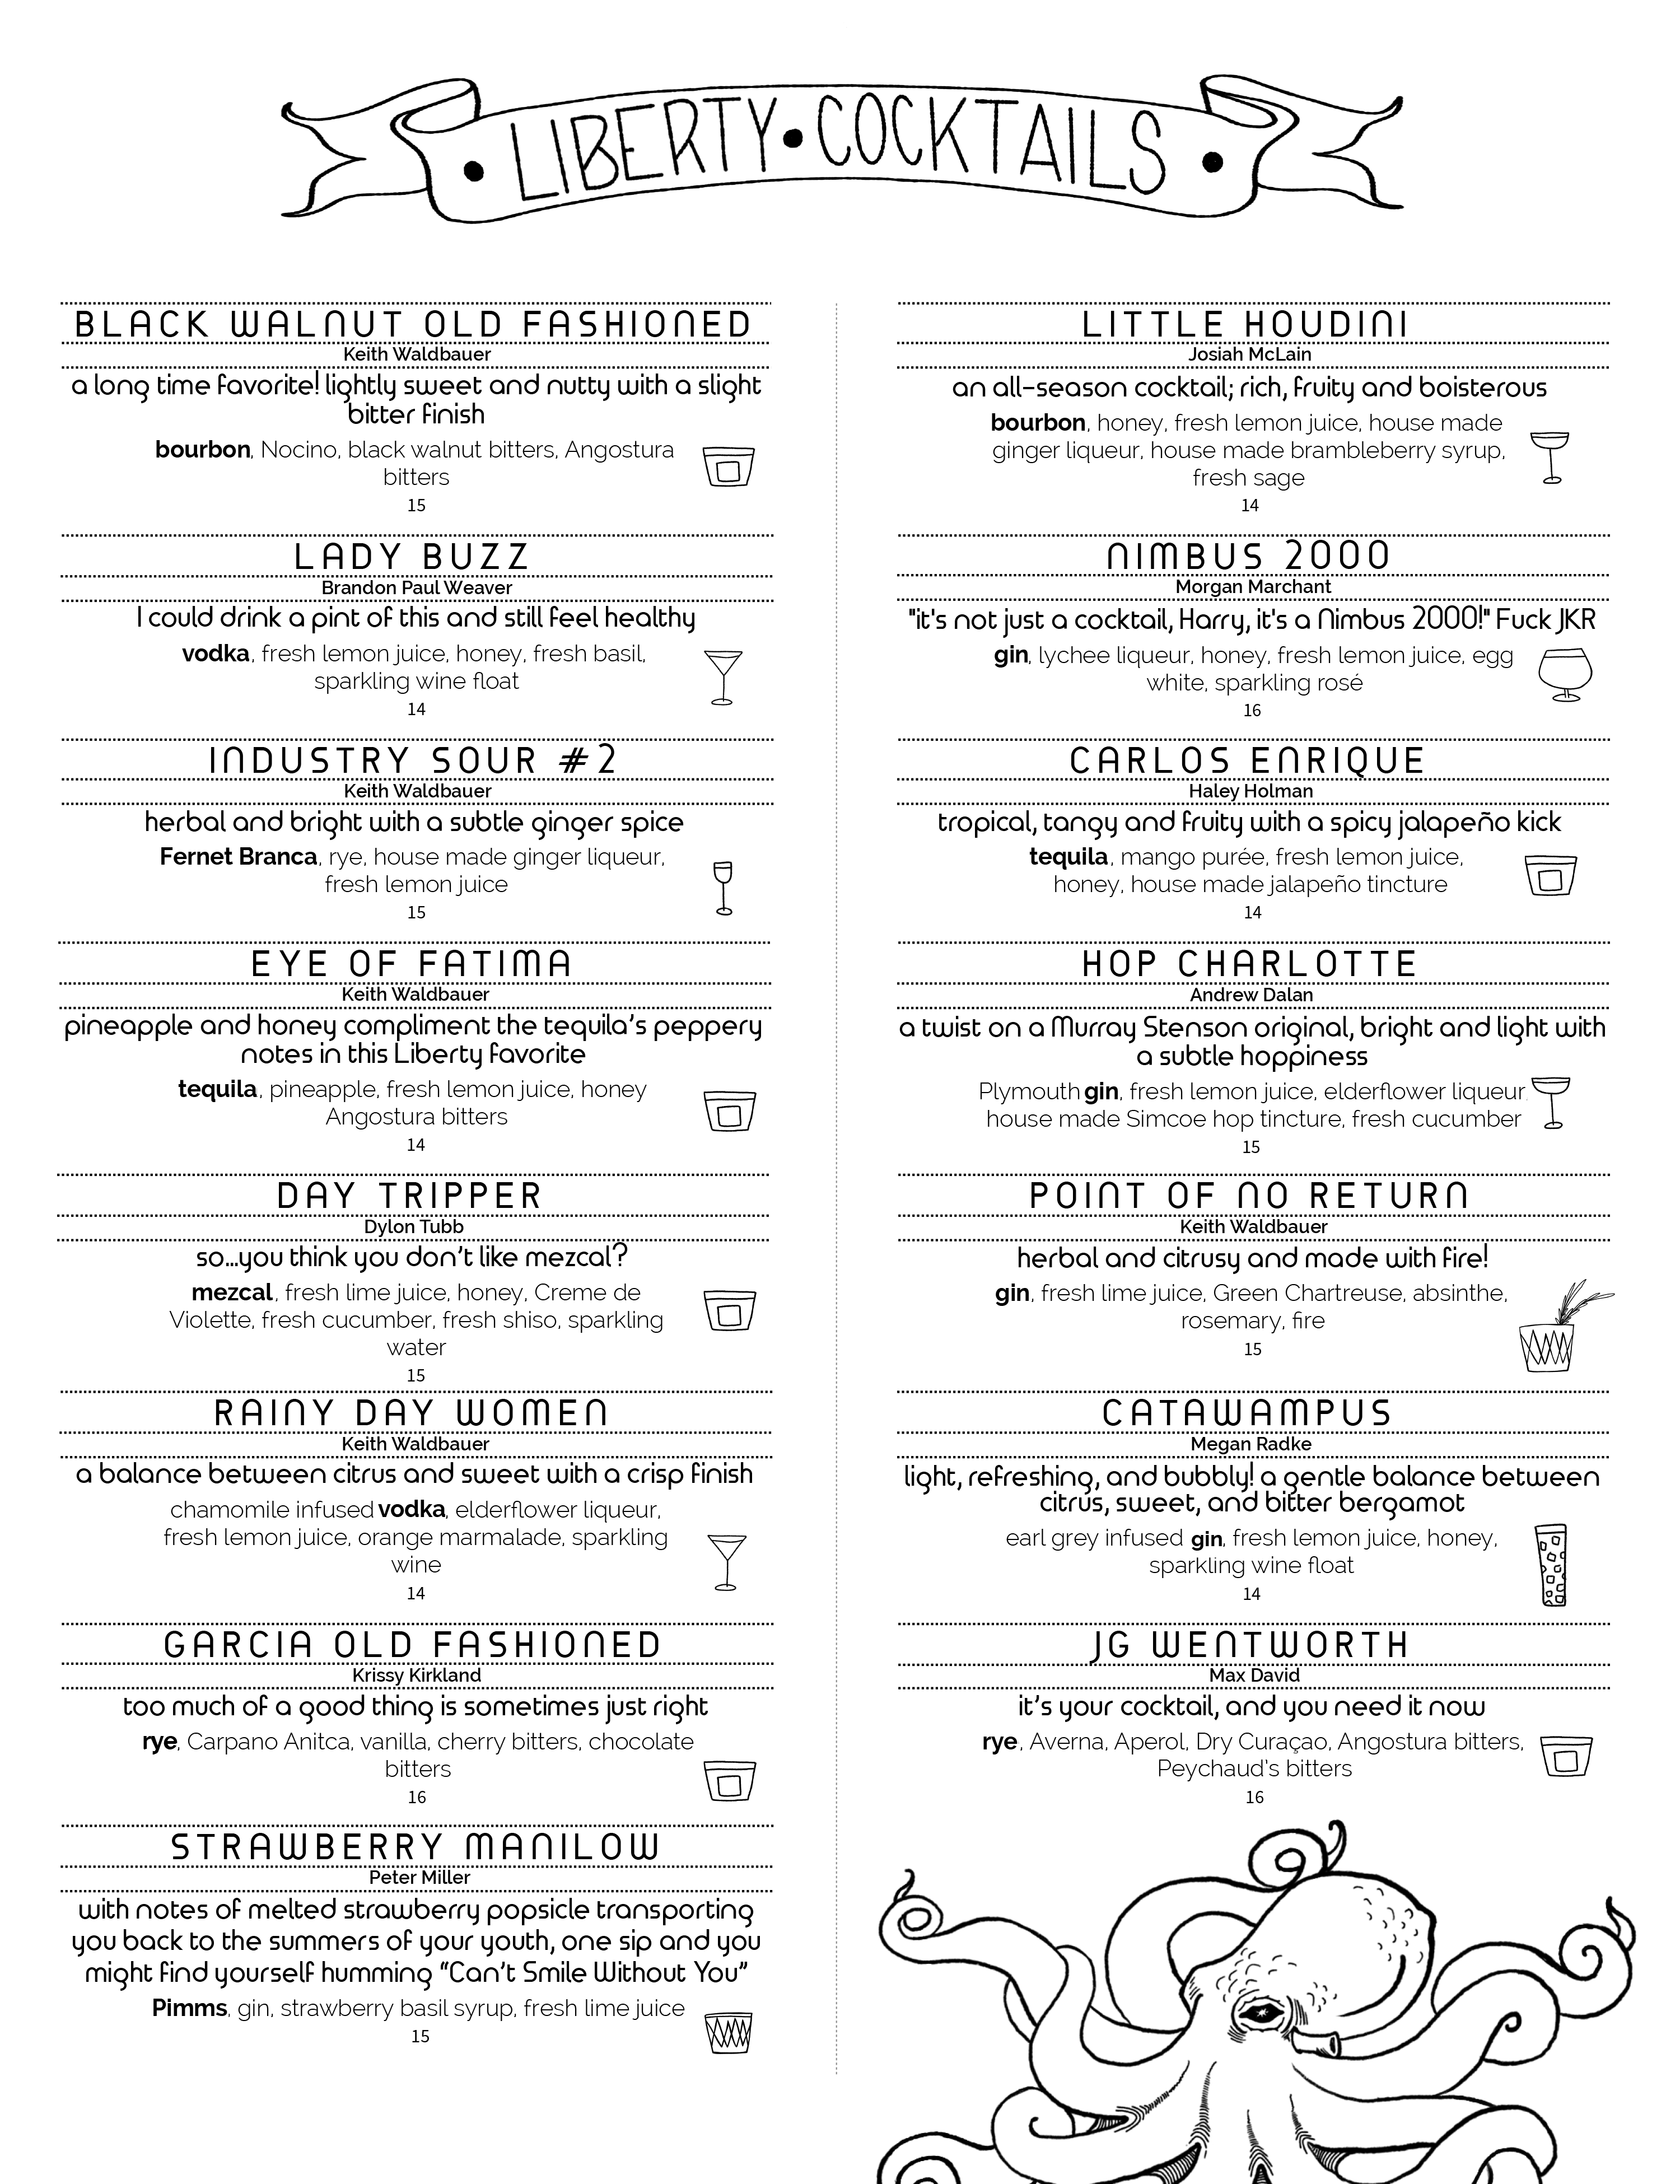 LIBERTY • COCKTAILS
BLACK WALNUT OLD FASHIONED
Keith Waldbauer
a long time favorite! lightly sweet and nutty with a slight
bitter finish
bourbon, Nocino, black walnut bitters, Angostura
bitters
15
LADY BUZZ
Brandon Paul Weaver
I could drink a pint of this and still feel healthy
vodka, fresh lemon juice, honey, fresh basil,
sparkling wine float
14
INDUSTRY SOUR #2
Keith Waldbauer
herbal and bright with a subtle ginger spice
Fernet Branca, rye, house made ginger liqueur,
fresh lemon juice
15
EYE OF FATIMA
Keith Waldbauer
pineapple and honey compliment the tequila's peppery
notes in this Liberty favorite
tequila, pineapple, fresh lemon juice, honey
Angostura bitters
14
DAY TRIPPER
Dylon Tubb
so...you think you don't like mezcal?
mezcal, fresh lime juice, honey, Creme de
Violette, fresh cucumber, fresh shiso, sparkling
water
15
RAINY DAY WOMEN
Keith Waldbauer
a balance between citrus and sweet with a crisp finish
chamomile infused vodka, elderflower liqueur,
fresh lemon juice, orange marmalade, sparkling
wine
14
GARCIA OLD FASHIONED
Krissy Kirkland
too much of a good thing is sometimes just right
rye, Carpano Anitca, vanilla, cherry bitters, chocolate
bitters
16
STRAWBERRY MANILOW
Peter Miller
with notes of melted strawberry popsicle transporting
you back to the summers of your youth, one sip and you
might find yourself humming “Can't Smile Without You”
Pimms, gin, strawberry basil syrup, fresh lime juice
15
LITTLE HOUDINI
Josiah McLain
an all-season cocktail; rich, fruity and boisterous
bourbon, honey, fresh lemon juice, house made
ginger liqueur, house made brambleberry syrup,
fresh sage
14
NIMBUS 2000
Morgan Marchant
"it's not just a cocktail, Harry, it's a Nimbus 2000!" Fuck JKR
gin, lychee liqueur, honey, fresh lemon juice, egg
white, sparkling rosé
16
CARLOS ENRIQUE
Haley Holman
tropical, tangy and fruity with a spicy jalapeño kick
tequila, mango purée, fresh lemon juice,
honey, house made jalapeño tincture
14
HOP CHARLOTTE
Andrew Dalan
a twist on a Murray Stenson original, bright and light with
a subtle hoppiness
Plymouth gin, fresh lemon juice, elderflower liqueur,
house made Simcoe hop tincture, fresh cucumber
15
POINT OF NO RETURN
Keith Waldbauer
herbal and citrusy and made with fire!
gin, fresh lime juice, Green Chartreuse, absinthe,
rosemary, fire
15
CATAWAMPUS
Megan Radke
light, refreshing, and bubbly! a gentle balance between
citrus, sweet, and bitter bergamot
earl grey infused gin, fresh lemon juice, honey,
sparkling wine float
14
JG WENTWORTH
Max David
it's your cocktail, and you need it now
rye, Averna, Aperol, Dry Curaçao, Angostura bitters,
Peychaud's bitters
16